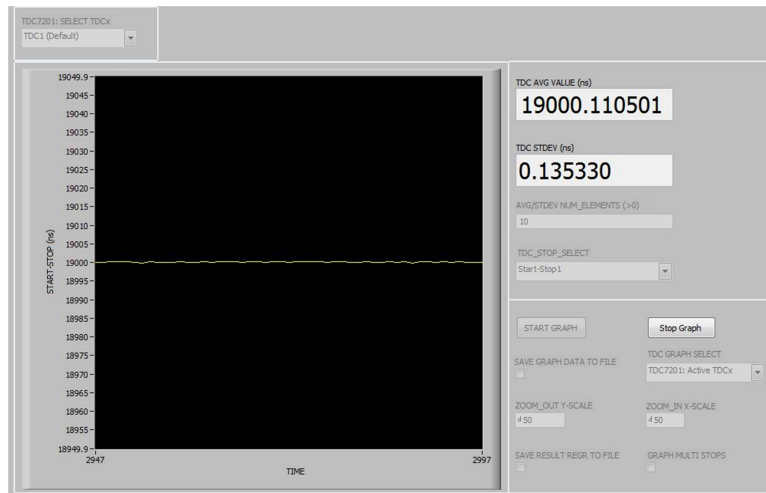 TDC7201: SELECT TDCx
TDC1 (Default)
19049.9
19045
19040
19035
19030
19025
19020
19015
19010
19005
19000
18995
18990
18985
18980
18975
18970
18965
18960
18955
18949.9
START-STOP (ns)
2947
2997
TIME
TDC AVG VALUE (ns)
19000.110501
TDC STDEV (ns)
0.135330
AVG/STDEV NUM_ELEMENTS (>0)
10
TDC_STOP_SELECT
Start-Stop1
START GRAPH
Stop Graph
SAVE GRAPH DATA TO FILE
TDC GRAPH SELECT
TDC7201: Active TDCx
ZOOM_OUT Y-SCALE
d 50
ZOOM_IN X-SCALE
d 50
SAVE RESULT REGR TO FILE
GRAPH MULTI STOPS